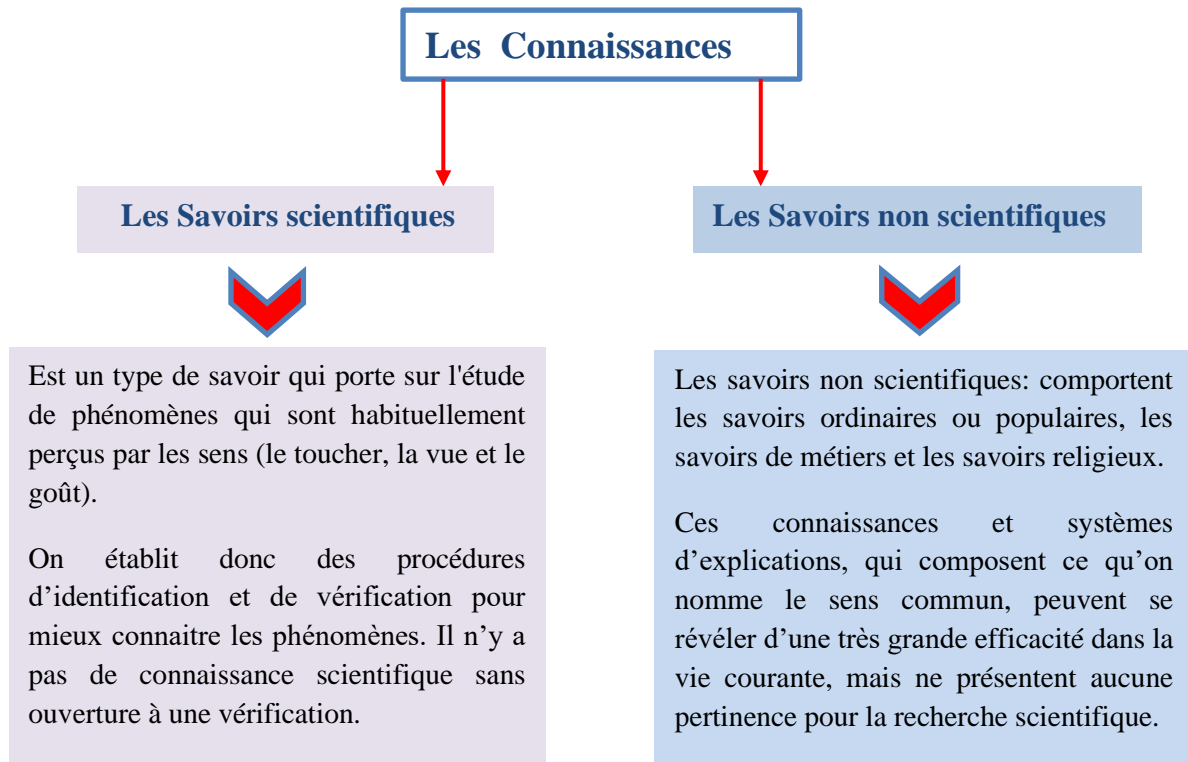 Les Connaissances
Les Savoirs scientifiques
Les Savoirs non scientifiques
Est un type de savoir qui porte sur l'étude
de phénomènes qui sont habituellement
perçus par les sens (le toucher, la vue et le
goût).
On établit donc des procédures
d’identification et de vérification pour
mieux connaitre les phénomènes. Il n’y a
pas de connaissance scientifique sans
ouverture à une vérification.
Les savoirs non scientifiques: comportent
les savoirs ordinaires ou populaires, les
savoirs de métiers et les savoirs religieux.
Ces connaissances et systèmes
d’explications, qui composent ce qu’on
nomme le sens commun, peuvent se
révéler d’une très grande efficacité dans la
vie courante, mais ne présentent aucune
pertinence pour la recherche scientifique.